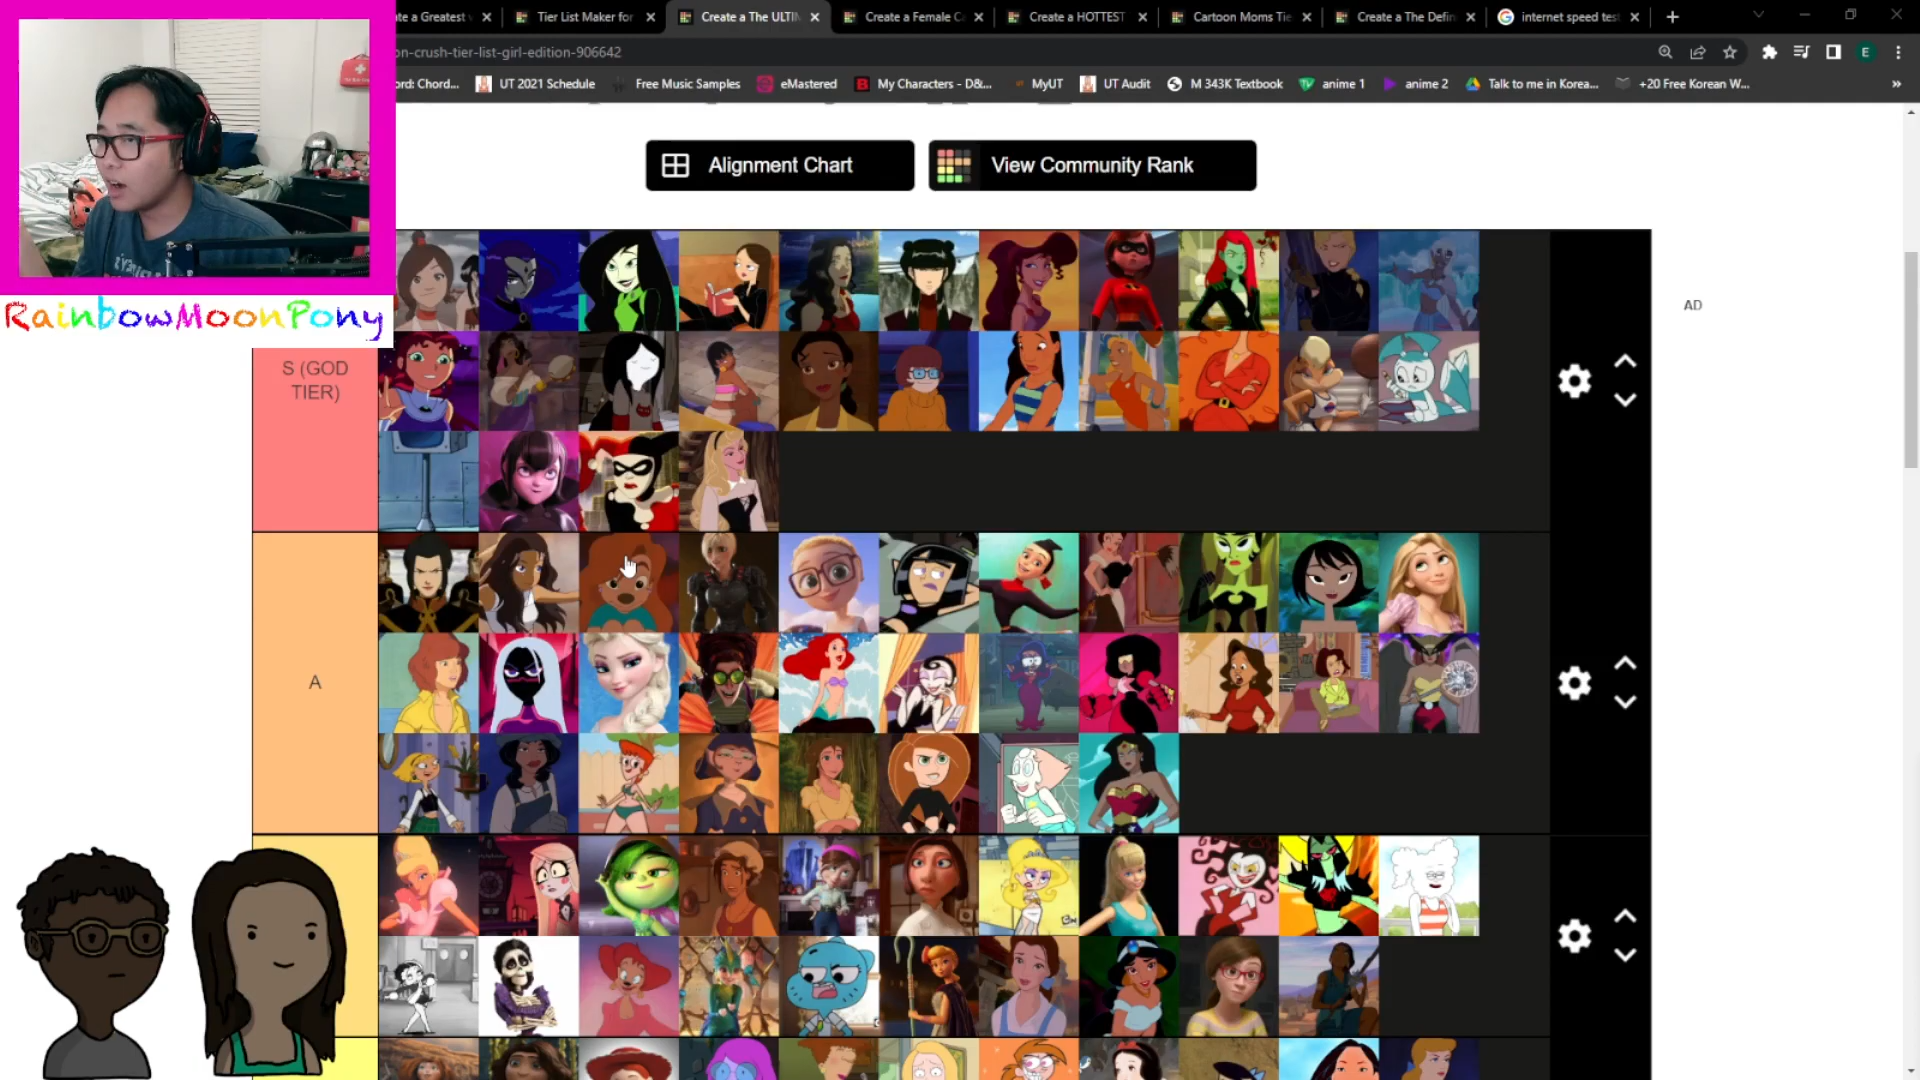 ate a Greatest
Tier List Maker for
Create a The ULTI
Create a Female C
Create a HOTTEST
Cartoon Moms Tie
Create a The Defin
internet speed test
on-crush-tier-list-girl-edition-906642
E
ord: Chord...
UT 2021 Schedule
Free Music Samples
eMastered
My Characters - D&...
MyUT
UT Audit
M 343K Textbook
anime 1
anime 2
Talk to me in Korea...
+20 Free Korean W...
Alignment Chart
View Community Rank
AD
RainbowMoonPony
S (GOD
TIER)
A